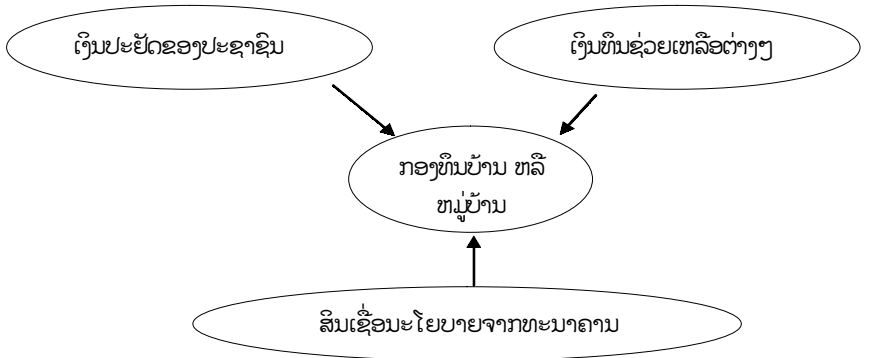 ເງິນປະຢັດຂອງປະຊາຊົນ
ເງິນທຶນຊ່ວຍເຫລືອຕ່າງໆ
ກອງທຶນບ້ານ ຫລື
ຫມູ່ບ້ານ
ສິນເຊື່ອນະໂຍບາຍຈາກທະນາຄານ